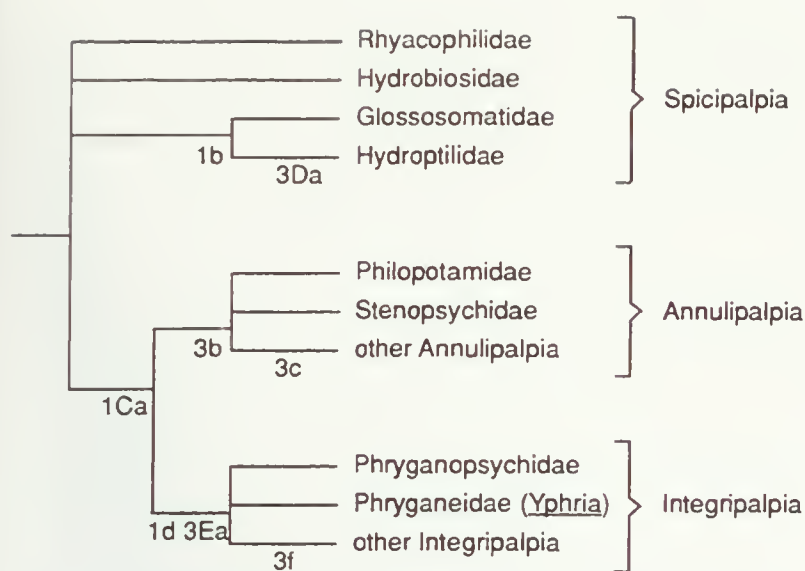 Rhyacophilidae
Hydrobiosidae
Spicipalpia
Glossosomatidae
1b
Hydroptilidae
3Da
Philopotamidae
Stenopsychidae
Annulipalpia
3b
other Annulipalpia
3c
1Ca
Phryganopsychidae
Phryganeidae (Yphria)
Integripalpia
1d 3Ea
other Integripalpia
3f